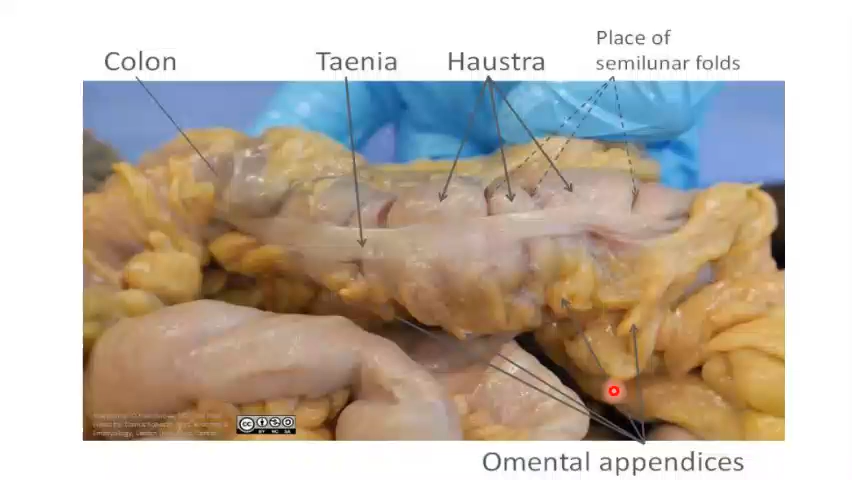 Place of
Colon Taenia Haustra semilunar folds
Omental appendices